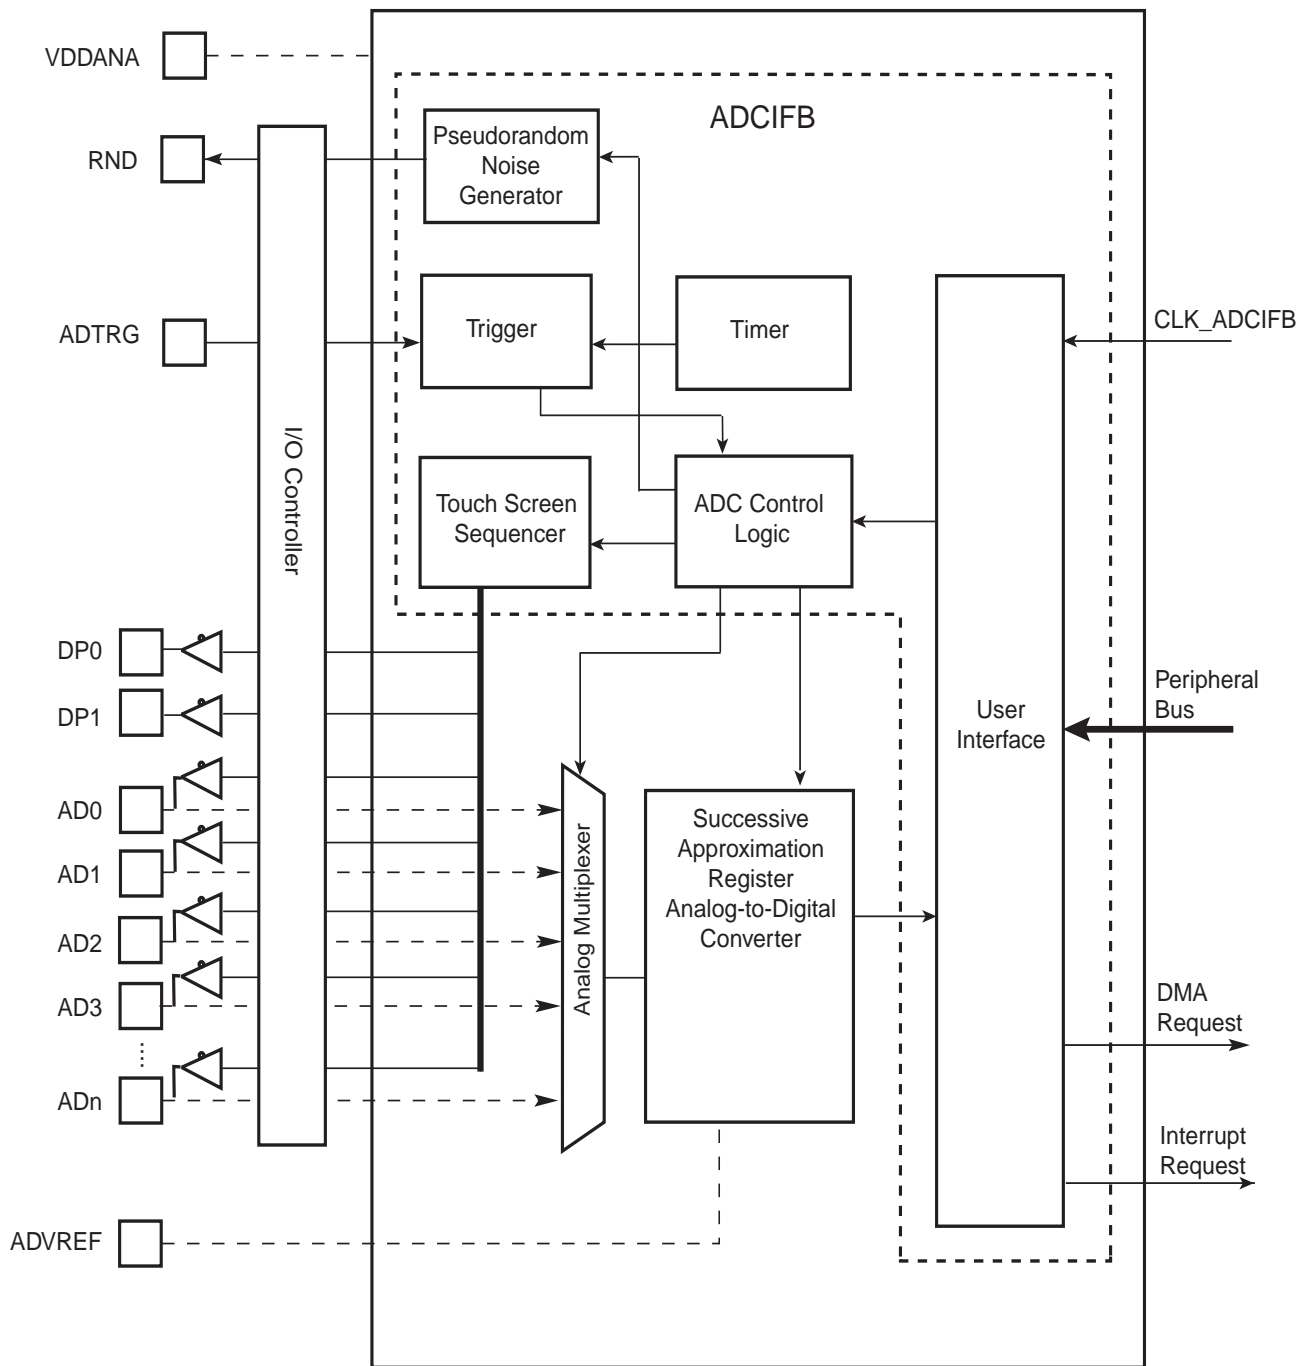 VDDANA
ADCIFB
Pseudorandom
Noise
Generator
RND
ADTRG
Trigger
Timer
CLK_ADCIFB
I/O Controller
Touch Screen
Sequencer
ADC Control
Logic
DP0
DP1
Peripheral
Bus
User
Interface
AD0
AD1
AD2
AD3
ADn
Analog Multiplexer
Successive
Approximation
Register
Analog-to-Digital
Converter
DMA
Request
Interrupt
Request
ADVREF